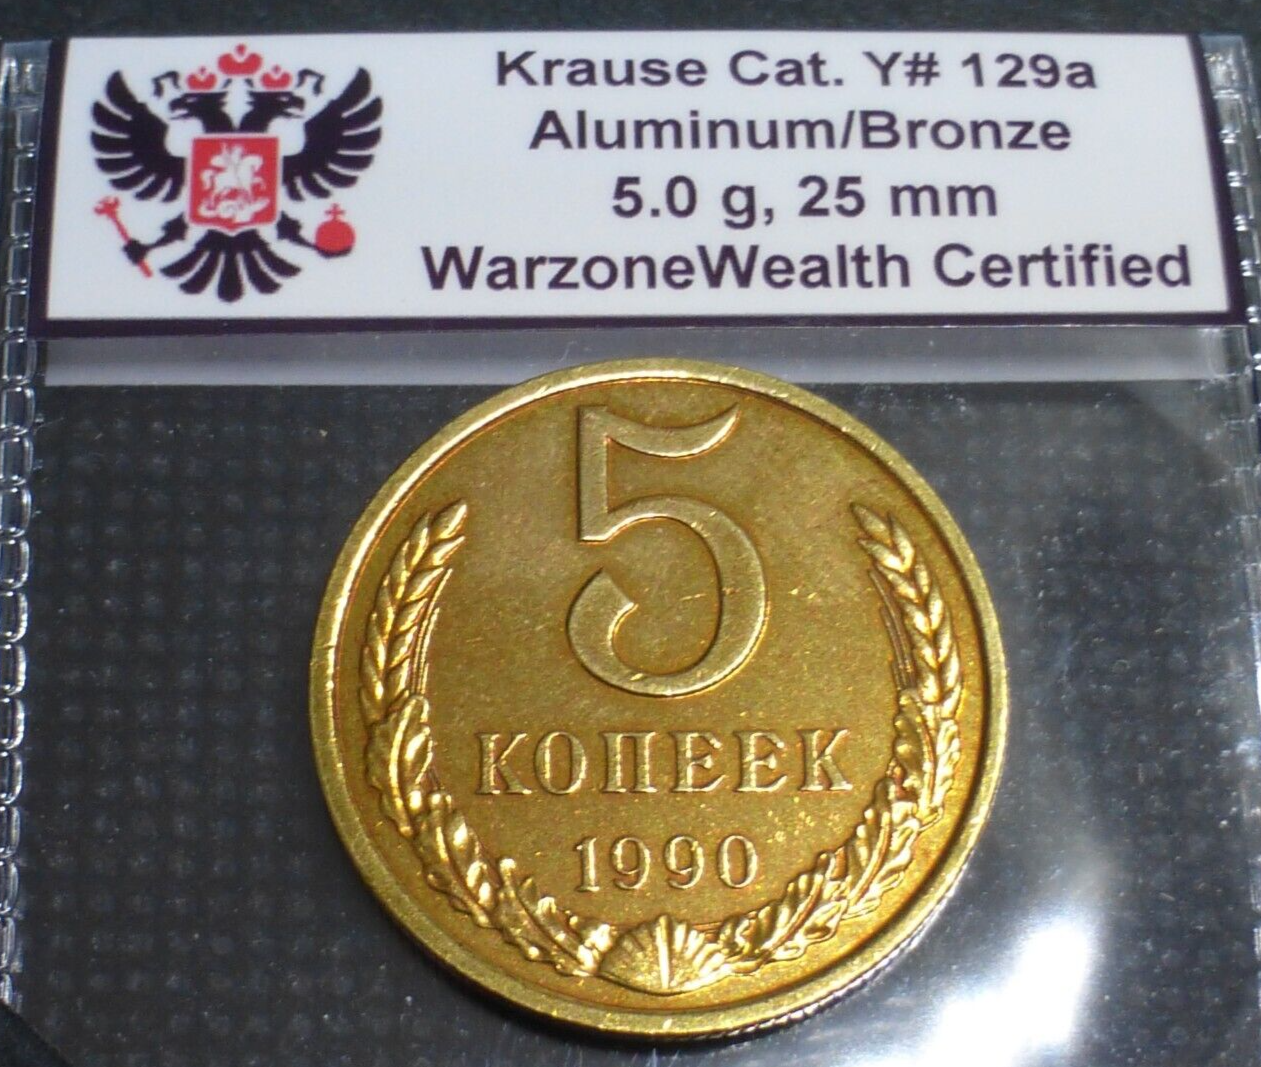 Krause Cat. Y# 129a
Aluminum/Bronze
5.0 g, 25 mm
WarzoneWealth Certified
5
КОПЕЕК
1990